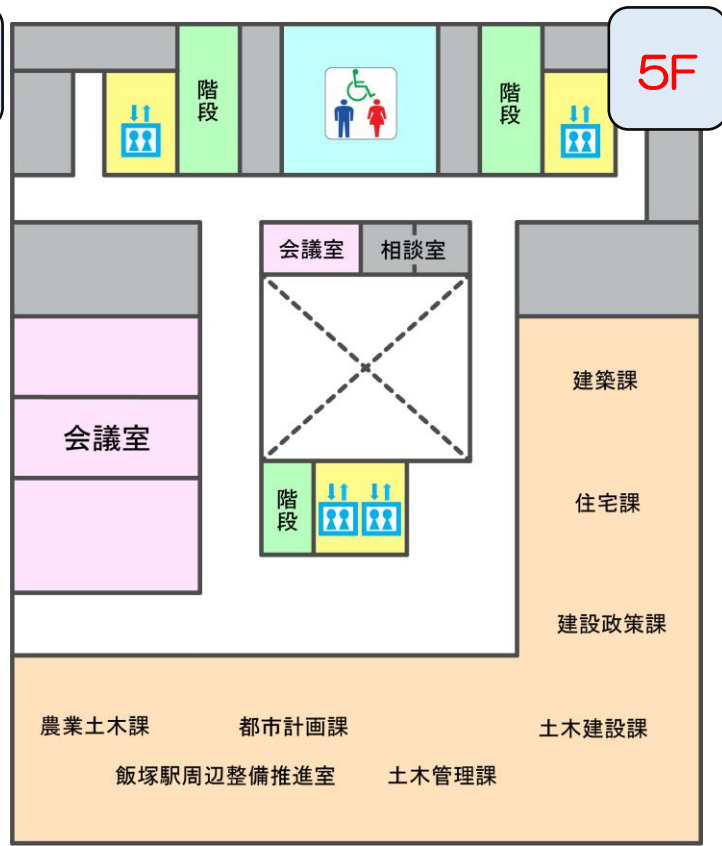 5F
階段
階段
会議室
相談室
建築課
会議室
階段
住宅課
建設政策課
農業土木課
都市計画課
土木建設課
飯塚駅周辺整備推進室
土木管理課